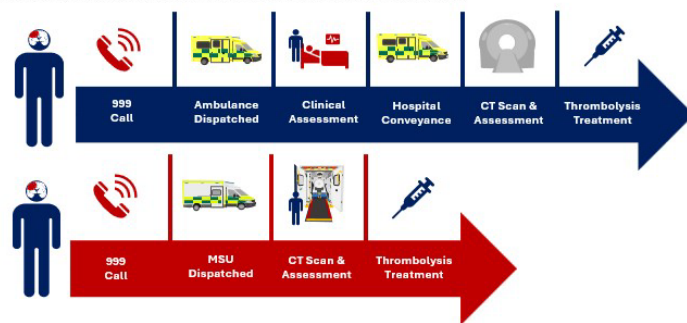 999
Call
Ambulance
Dispatched
Clinical
Assessment
Hospital
Conveyance
CT Scan &
Assessment
Thrombolysis
Treatment
999
Call
MSU
Dispatched
CT Scan &
Assessment
Thrombolysis
Treatment